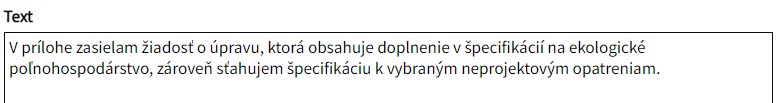 Text
V prílohe zasielam žiadosť o úpravu, ktorá obsahuje doplnenie v špecifikácií na ekologické
poľnohospodárstvo, zároveň sťahujem špecifikáciu k vybraným neprojektovým opatreniam.